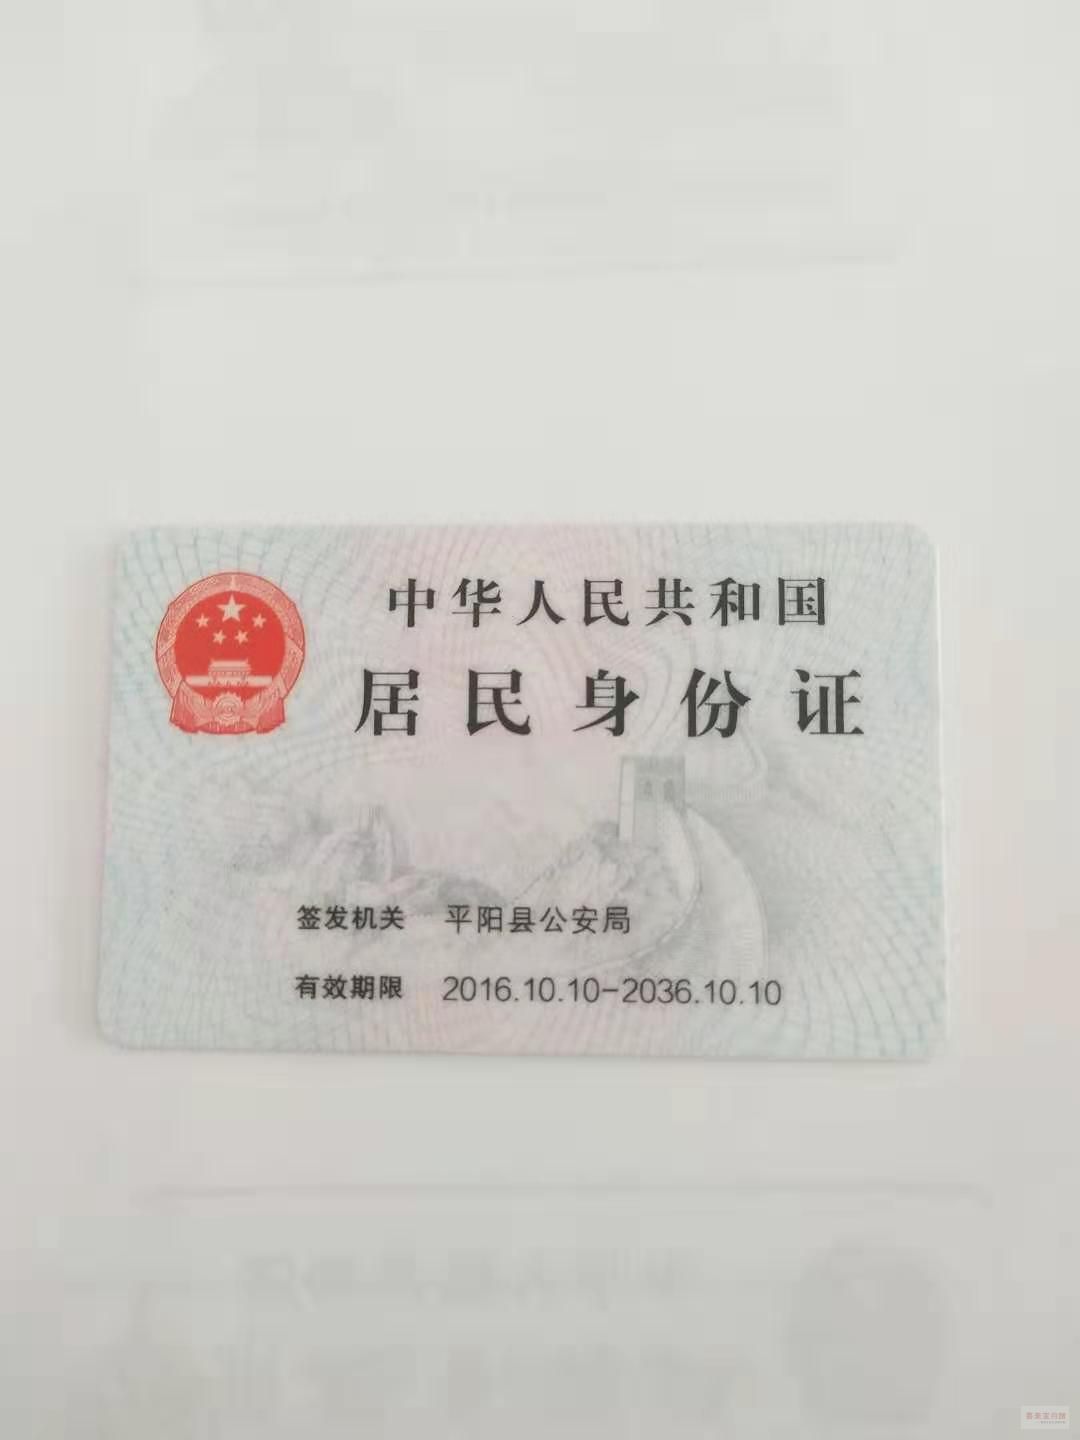 中华人民共和国
居民身份证
签发机关 平阳县公安局
有效期限 2016.10.10-2036.10.10